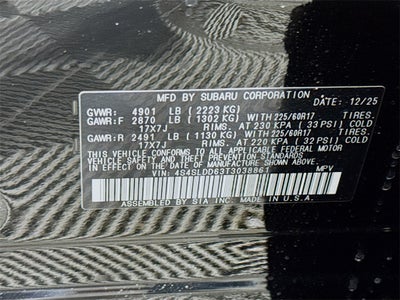 MFD BY SUBARU CORPORATION DATE: 12/25
GVWR: 4901 LB ( 2223 KG)
GAWR:F 2870 LB ( 1302 KG) WITH 225/60R17
17X7J RIMS. AT 230 KPA ( 33 PSI) COLD
GAWR:R 2491 LB ( 1130 KG) WITH 225/60R17
17X7J RIMS. AT 220 KPA ( 32 PSI) COLD
THIS VEHICLE CONFORMS TO ALL APPLICABLE FEDERAL MOTOR
VEHICLE SAFETY AND THEFT PREVENTION STANDARDS
IN EFFECT ON THE DATE OF MANUFACTURE SHOWN ABOVE.
VIN: 4S4SLDD63T3038861 MPV
ASSEMBLED BY SIA INC. MADE IN U.S.A.